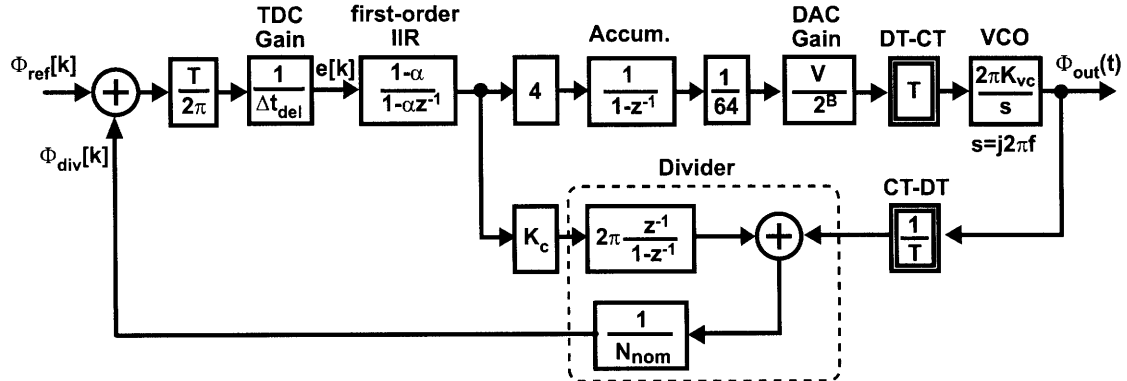 TDC Gain
first-order IIR
Accum.
DAC Gain
DT-CT
VCO
Φref[k]
+
T
2π
1
Δtdel
e[k]
1-α
1-αz-1
4
1
1-z-1
1
64
V
2B
T
2πKvc
s
Φout(t)
s=j2πf
Φdiv[k]
Divider
CT-DT
Kc
2π z-1
1-z-1
+
1
T
1
Nnom